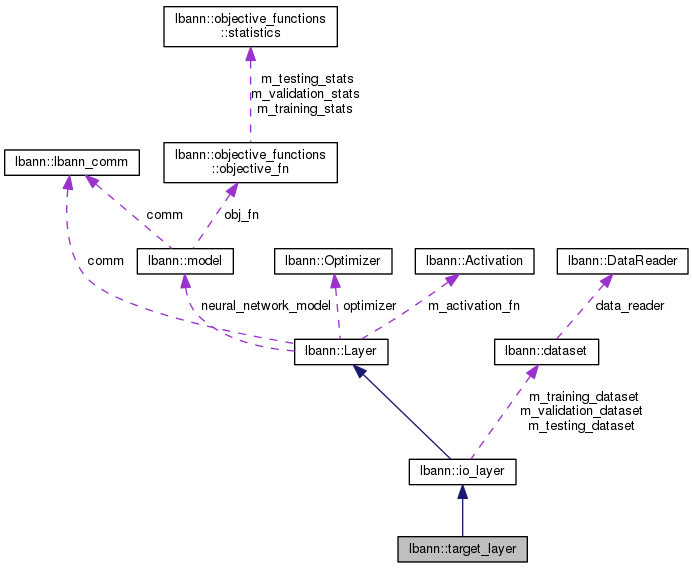 lbann::objective_functions
::statistics
m_testing_stats
m_validation_stats
m_training_stats
lbann::lbann_comm
lbann::objective_functions
::objective_fn
comm
obj_fn
comm
lbann::model
lbann::Optimizer
lbann::Activation
lbann::DataReader
neural_network_model
optimizer
m_activation_fn
data_reader
lbann::Layer
lbann::dataset
m_training_dataset
m_validation_dataset
m_testing_dataset
lbann::io_layer
lbann::target_layer